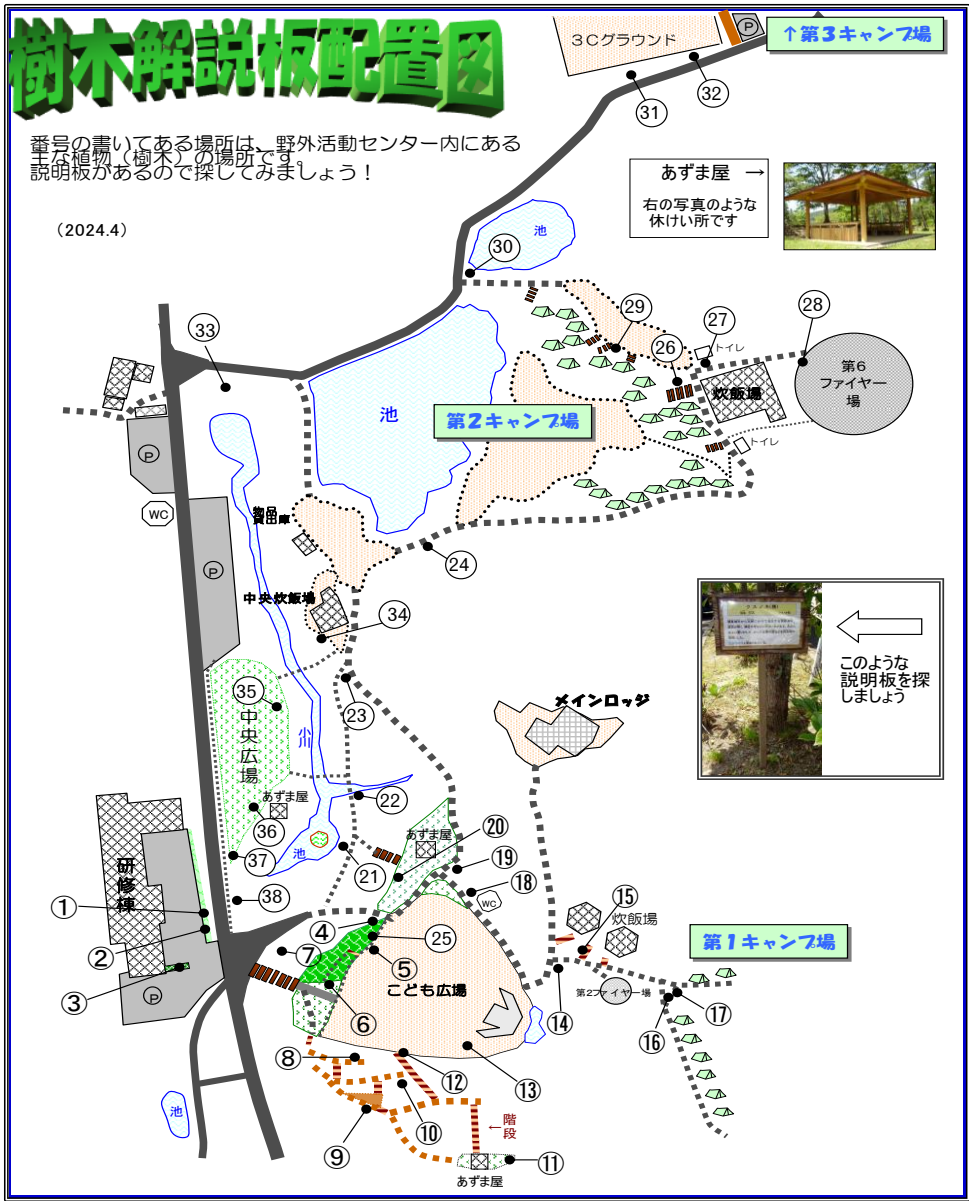 樹木解説板配置図
番号の書いてある場所は、野外活動センター内にある
主な植物（樹木）の場所です。
説明板があるので探してみましょう！
（2024.4）
3Cグラウンド
P
↑第3キャンプ場
32
31
あずま屋 →
右の写真のような
休けい所です
池
30
33
29
27
28
26
トイレ
第6
ファイヤー
場
炊飯場
池
第2キャンプ場
トイレ
P
WC
物品
貸出庫
24
P
中央炊飯場
34
このような
説明板を探
しましょう
35
中央広場
23
小川
メインロッジ
22
あずま屋
36
あずま屋
20
池
37
21
19
研修棟
38
18
WC
15
炊飯場
1
4
第1キャンプ場
2
7
25
5
3
こども広場
P
6
14
第2ファイヤー場
17
16
8
12
13
9
10
←階段
池
11
あずま屋